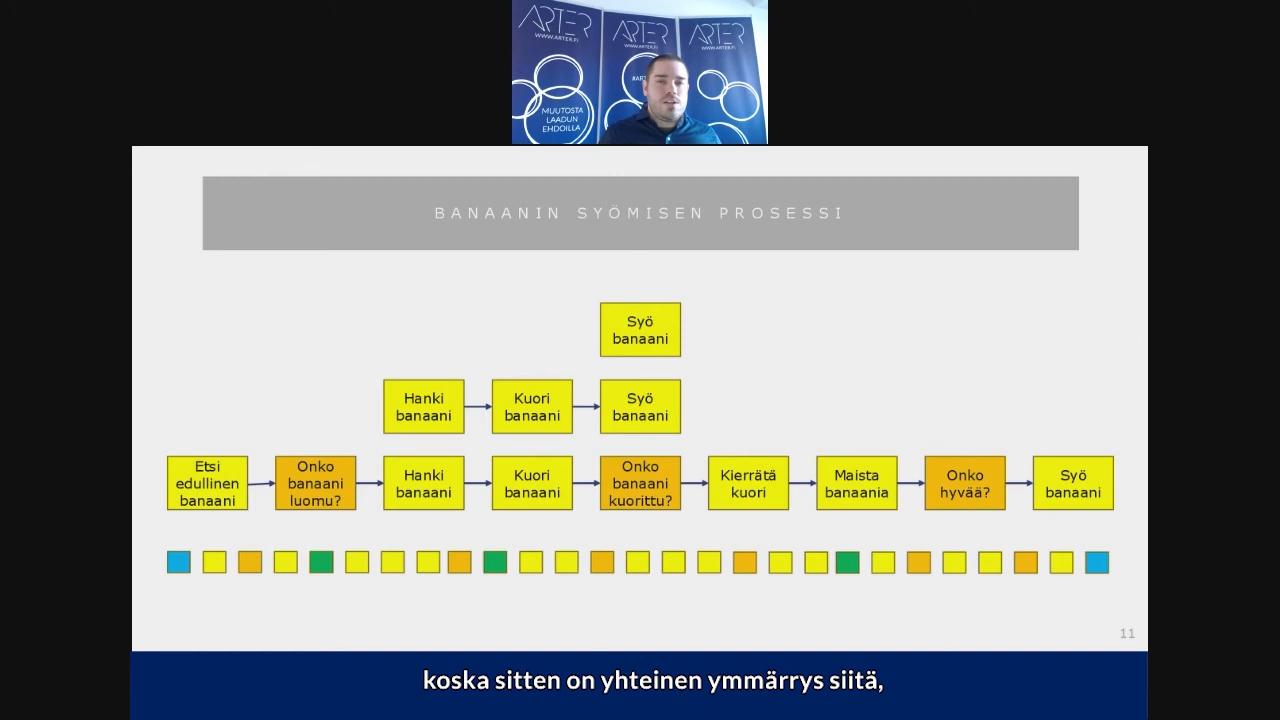 ARTER
WWW.ARTER.FI
ARTER
WWW.ARTER.FI
ARTER
WWW.ARTER.FI
MUUTOSTA
LAADUN
EHDOILLA
BANAANIN SYÖMISEN PROSESSI
Syö
banaani
Hanki
banaani
Kuori
banaani
Syö
banaani
Etsi
edullinen
banaani
Onko
banaani
luomu?
Hanki
banaani
Kuori
banaani
Onko
banaani
kuorittu?
Kierrätä
kuori
Maista
banaania
Onko
hyvää?
Syö
banaani
11
koska sitten on yhteinen ymmärrys siitä,